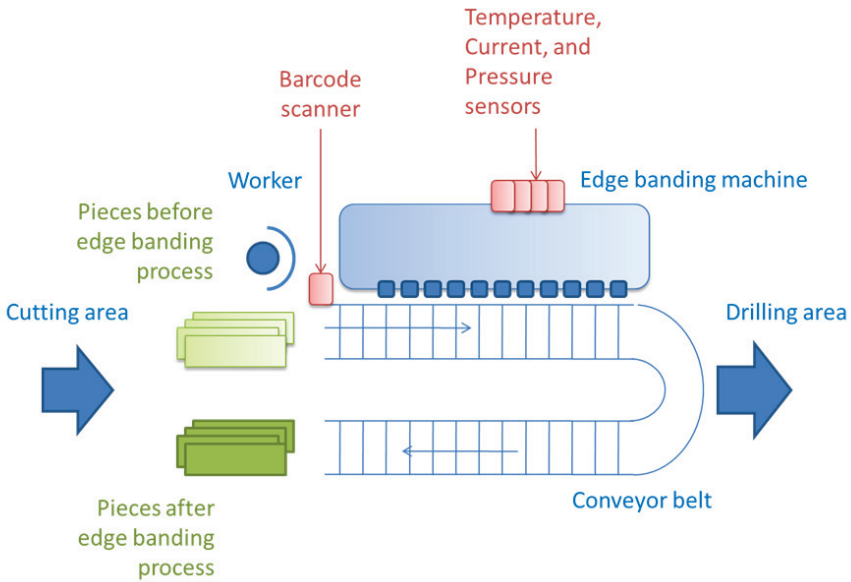 Temperature,
Current, and
Pressure
sensors
Barcode
scanner
Worker
Edge banding machine
Pieces before
edge banding
process
Cutting area
Drilling area
Conveyor belt
Pieces after
edge banding
process